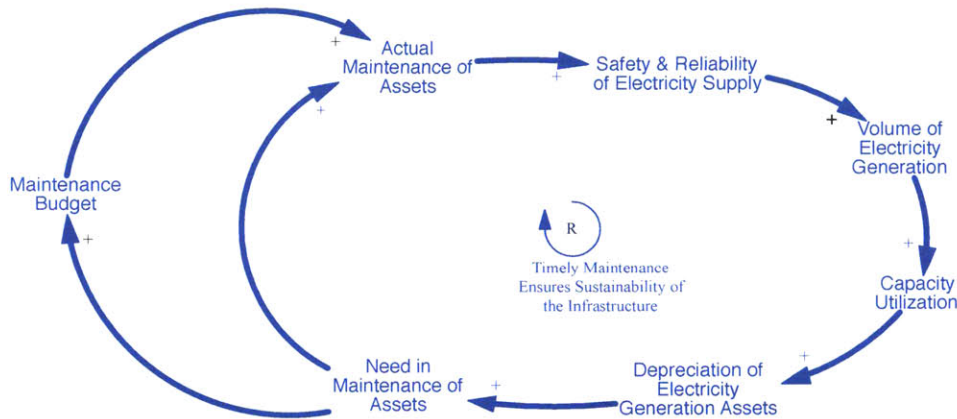 +
Actual
Maintenance of
Assets
+
+
Safety & Reliability
of Electricity Supply
+
Volume of
Electricity
Generation
Maintenance
Budget
+
R
+
Timely Maintenance
Ensures Sustainability of
the Infrastructure
Capacity
Utilization
+
Need in
Maintenance of
Assets
+
Depreciation of
Electricity
Generation Assets